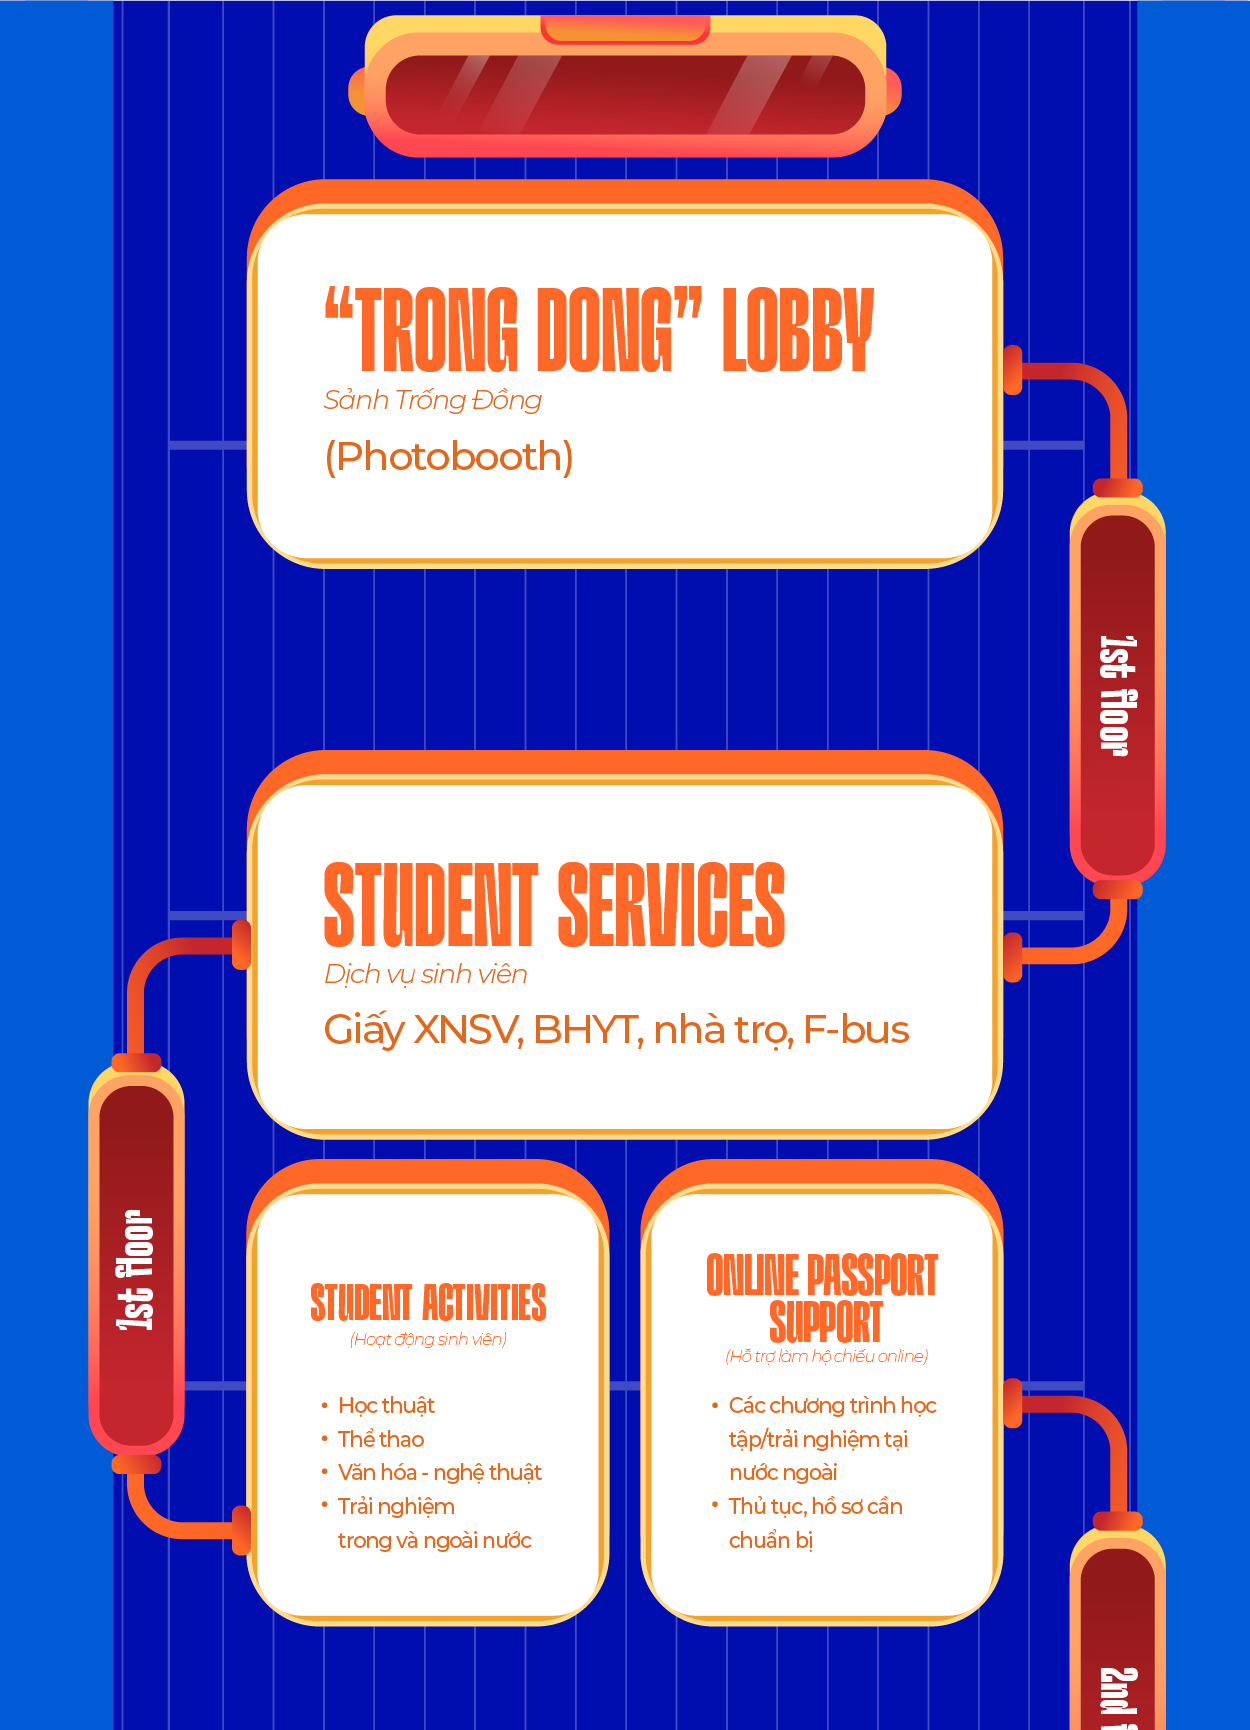 “TRONG DONG” LOBBY
Sảnh Trống Đồng
(Photobooth)
1st floor
STUDENT SERVICES
Dịch vụ sinh viên
Giấy XNSV, BHYT, nhà trọ, F-bus
1st floor
STUDENT ACTIVITIES
(Hoạt động sinh viên)
• Học thuật
• Thể thao
• Văn hóa - nghệ thuật
• Trải nghiệm
trong và ngoài nước
ONLINE PASSPORT
SUPPORT
(Hỗ trợ làm hộ chiếu online)
• Các chương trình học
tập/trải nghiệm tại
nước ngoài
• Thủ tục, hồ sơ cần
chuẩn bị
2nd